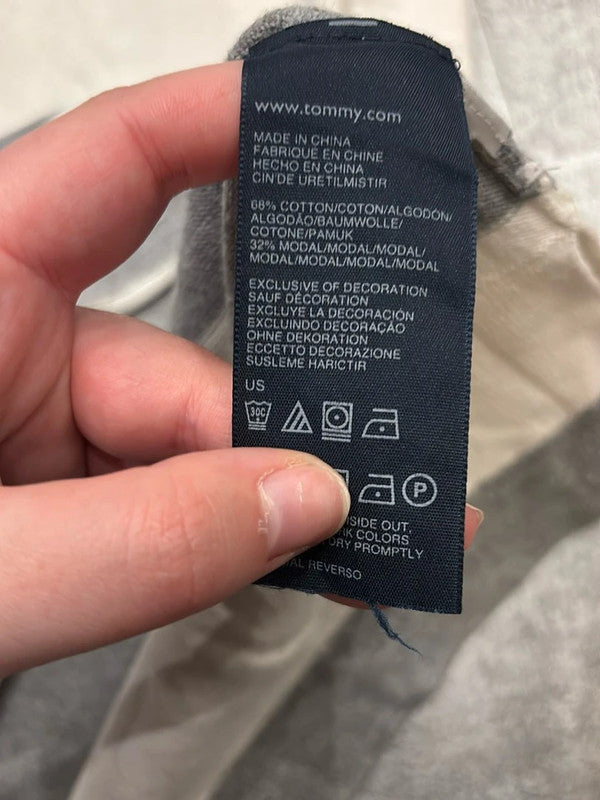 www.tommy.com
MADE IN CHINA
FABRIQUÉ EN CHINE
HECHO EN CHINA
CIN'DE URETILMISTIR
68% COTTON/COTON/ALGODÓN/
ALGODÃO/BAUMWOLLE/
COTONE/PAMUK
32% MODAL/MODAL/MODAL/
MODAL/MODAL/MODAL/MODAL
EXCLUSIVE OF DECORATION
SAUF DÉCORATION
EXCLUYE LA DECORACIÓN
EXCLUINDO DECORAÇÃO
OHNE DEKORATION
ECCETTO DECORAZIONE
SUSLEME HARICTIR
US
30C
P
SIDE OUT,
COLORS
DRY PROMPTLY
REVERSO